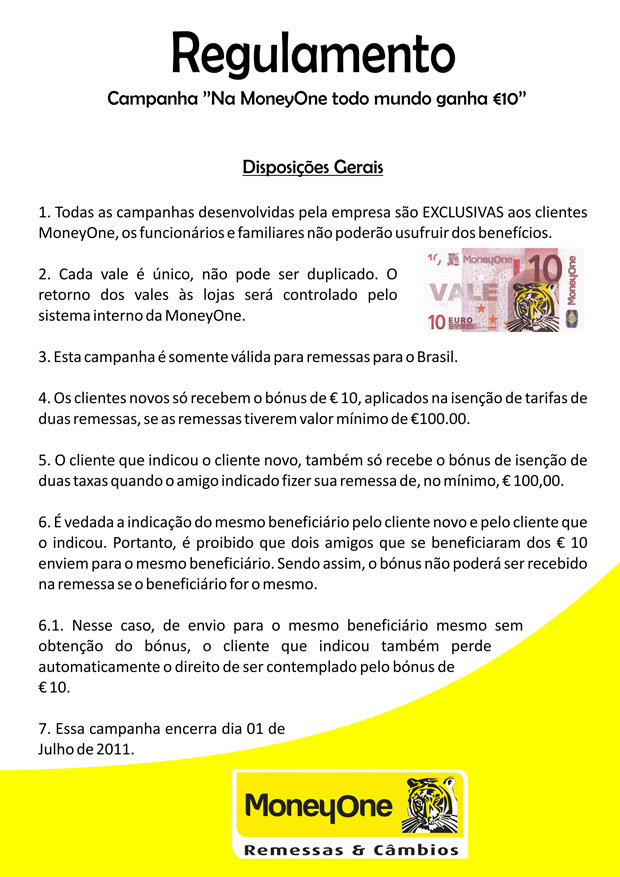 Regulamento
Campanha ”Na MoneyOne todo mundo ganha €10”
Disposições Gerais
1. Todas as campanhas desenvolvidas pela empresa são EXCLUSIVAS aos clientes
MoneyOne, os funcionários e familiares não poderão usufruir dos benefícios.
2. Cada vale é único, não pode ser duplicado. O
retorno dos vales às lojas será controlado pelo
sistema interno da MoneyOne.
MoneyOne
10
VALE
10 EURO
MoneyOne
3. Esta campanha é somente válida para remessas para o Brasil.
4. Os clientes novos só recebem o bónus de € 10, aplicados na isenção de tarifas de
duas remessas, se as remessas tiverem valor mínimo de €100.00.
5. O cliente que indicou o cliente novo, também só recebe o bónus de isenção de
duas taxas quando o amigo indicado fizer sua remessa de, no mínimo, € 100,00.
6. É vedada a indicação do mesmo beneficiário pelo cliente novo e pelo cliente que
o indicou. Portanto, é proibido que dois amigos que se beneficiaram dos € 10
enviem para o mesmo beneficiário. Sendo assim, o bónus não poderá ser recebido
na remessa se o beneficiário for o mesmo.
6.1. Nesse caso, de envio para o mesmo beneficiário mesmo sem
obtenção do bónus, o cliente que indicou também perde
automaticamente o direito de ser contemplado pelo bónus de
€ 10.
7. Essa campanha encerra dia 01 de
Julho de 2011.
MoneyOne
Remessas & Câmbios